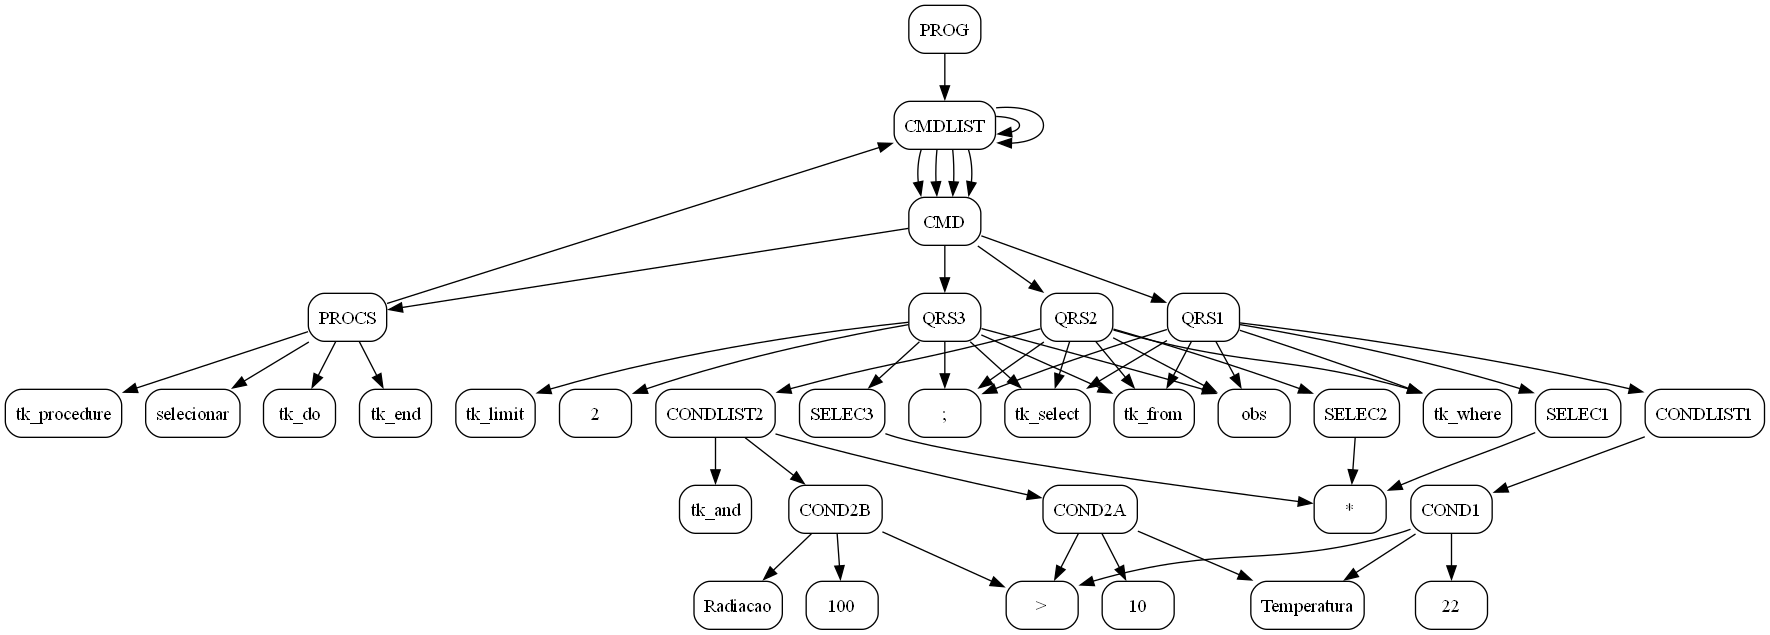 PROG
CMDLIST
CMD
PROCS
QRS3
QRS2
QRS1
tk_procedure
selecionar
tk_do
tk_end
tk_limit
2
CONDLIST2
SELEC3
;
tk_select
tk_from
obs
SELEC2
tk_where
SELEC1
CONDLIST1
tk_and
COND2B
COND2A
*
COND1
Radiacao
100
>
10
Temperatura
22